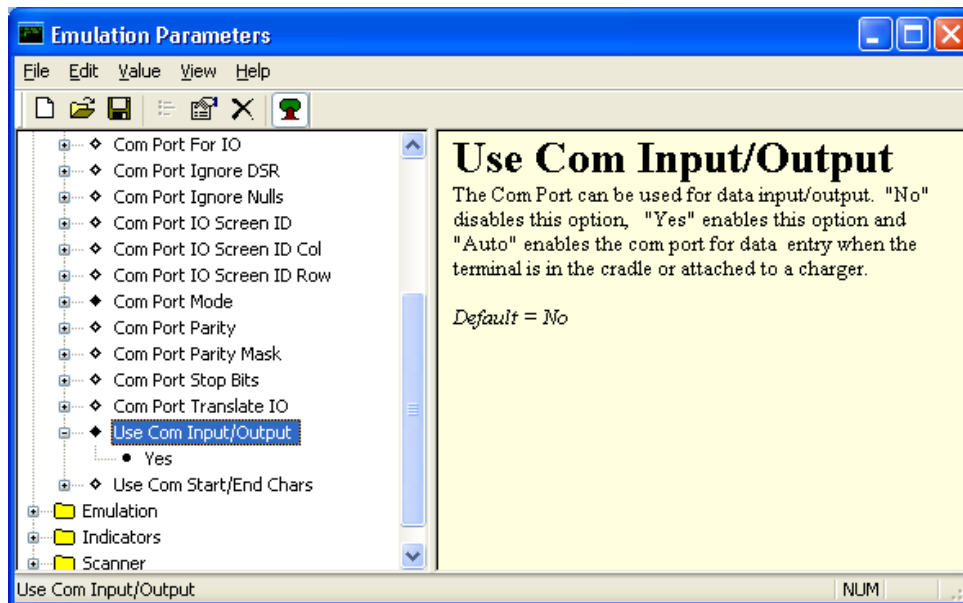 Emulation Parameters
File Edit Value View Help
Com Port For IO
Com Port Ignore DSR
Com Port Ignore Nulls
Com Port IO Screen ID
Com Port IO Screen ID Col
Com Port IO Screen ID Row
Com Port Mode
Com Port Parity
Com Port Parity Mask
Com Port Stop Bits
Com Port Translate IO
Use Com Input/Output
Yes
Use Com Start/End Chars
Emulation
Indicators
Scanner
Use Com Input/Output
The Com Port can be used for data input/output. "No"
disables this option, "Yes" enables this option and
"Auto" enables the com port for data entry when the
terminal is in the cradle or attached to a charger.
Default = No
Use Com Input/Output
NUM